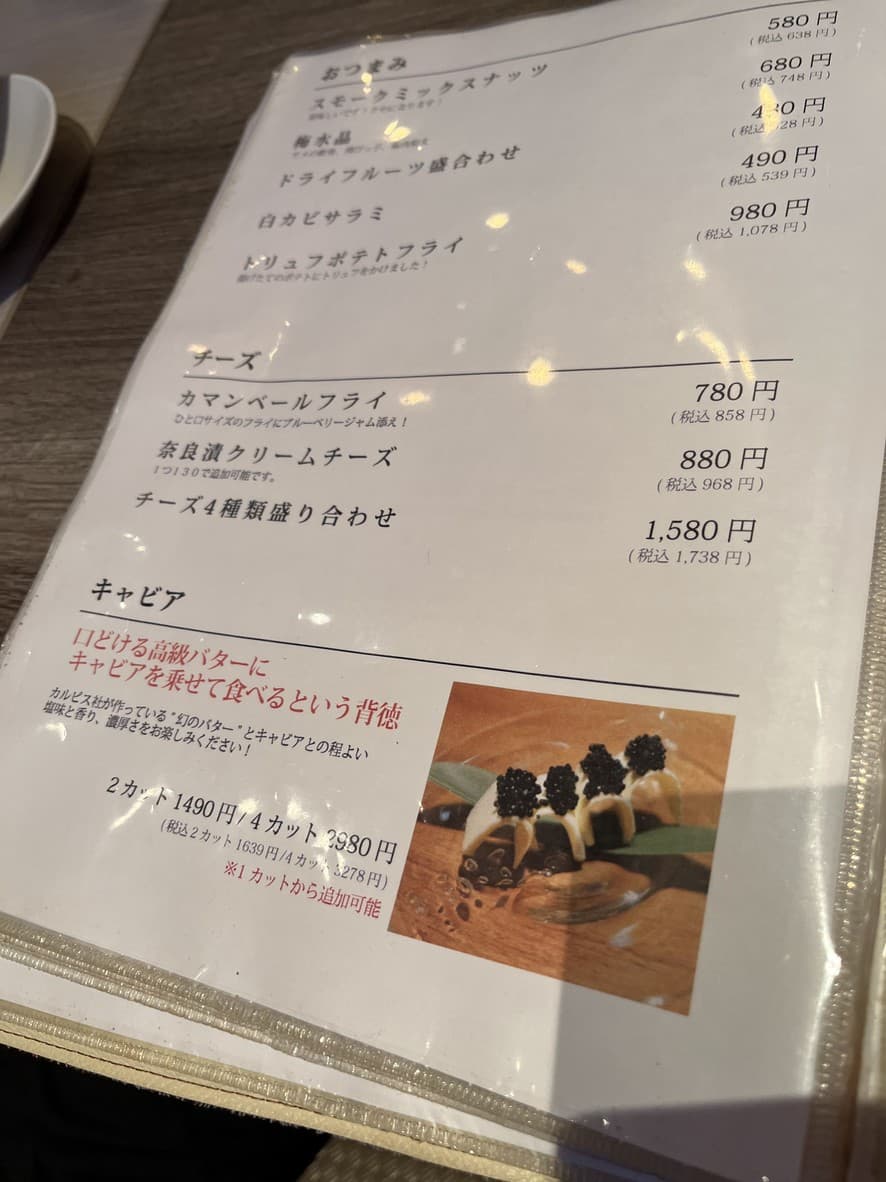 おつまみ
スモークミックスナッツ 580円
(税込638円)
梅水晶 680円
(税込748円)
ドライフルーツ盛合わせ
白カビサラミ 490円
(税込539円)
トリュフポテトフライ 980円
揚げたてのポテトにトリュフをかけました!
(税込1,078円)
チーズ
カマンベールフライ 780円
ひと口サイズのフライにブルーベリージャム添え!
(税込858円)
奈良漬クリームチーズ 880円
1つ130で追加可能です。
(税込968円)
チーズ4種類盛り合わせ 1,580円
(税込1,738円)
キャビア
口どける高級バターに
キャビアを乗せて食べるという背徳
カルピス社が作っている"幻のバター"とキャビアとの程よい
塩味と香り、濃厚さをお楽しみください!
2カット1490円/4カット2980円
(税込2カット1639円/4カット3278円)
※1カットから追加可能